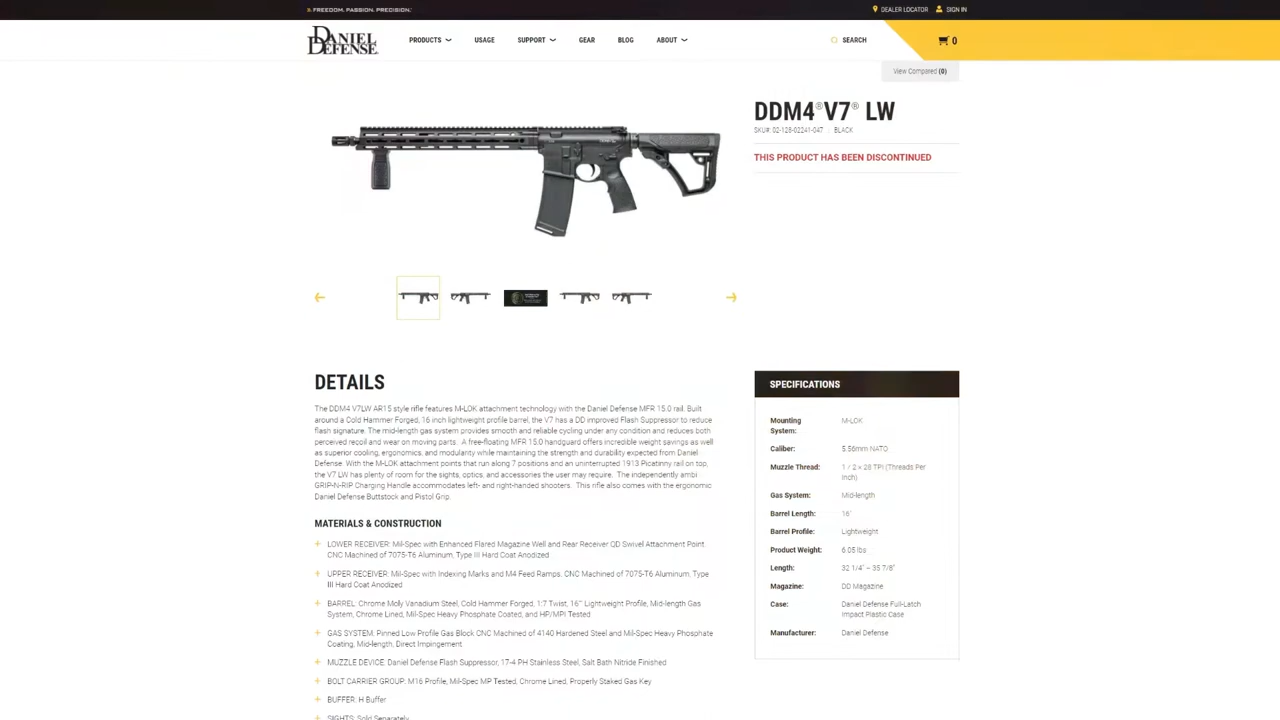 FREEDOM. PASSION. PRECISION.
DEALER LOCATOR
SIGN IN
DANIEL
DEFENSE
PRODUCTS
USAGE
SUPPORT
GEAR
BLOG
ABOUT
SEARCH
0
View Compared (0)
DDM4®V7® LW
SKU#: 02-128-02241-047 : BLACK
THIS PRODUCT HAS BEEN DISCONTINUED
DETAILS
The DDM4 V7LW AR15 style rifle features M-LOK attachment technology with the Daniel Defense MFR 15.0 rail. Built
around a Cold Hammer Forged, 16 inch lightweight profile barrel, the V7 has a DD improved Flash Suppressor to reduce
flash signature. The mid-length gas system provides smooth and reliable cycling under any condition and reduces both
perceived recoil and wear on moving parts. A free-floating MFR 15.0 handguard offers incredible weight savings as well
as superior cooling, ergonomics, and modularity while maintaining the strength and durability expected from Daniel
Defense. With the M-LOK attachment points that run along 7 positions and an uninterrupted 1913 Picatinny rail on top,
the V7 LW has plenty of room for the sights, optics, and accessories the user may require. The independently ambi
GRIP-N-RIP Charging Handle accommodates left- and right-handed shooters. This rifle also comes with the ergonomic
Daniel Defense Buttstock and Pistol Grip.
MATERIALS & CONSTRUCTION
LOWER RECEIVER: Mil-Spec with Enhanced Flared Magazine Well and Rear Receiver QD Swivel Attachment Point.
CNC Machined of 7075-T6 Aluminum, Type III Hard Coat Anodized
UPPER RECEIVER: Mil-Spec with Indexing Marks and M4 Feed Ramps. CNC Machined of 7075-T6 Aluminum, Type
III Hard Coat Anodized
BARREL: Chrome Molly Vanadium Steel, Cold Hammer Forged, 1:7 Twist, 16"' Lightweight Profile, Mid-length Gas
System, Chrome Lined, Mil-Spec Heavy Phosphate Coated, and HP/MPI Tested
GAS SYSTEM: Pinned Low Profile Gas Block CNC Machined of 4140 Hardened Steel and Mil-Spec Heavy Phosphate
Coating, Mid-length, Direct Impingement
MUZZLE DEVICE: Daniel Defense Flash Suppressor, 17-4 PH Stainless Steel, Salt Bath Nitride Finished
BOLT CARRIER GROUP: M16 Profile, Mil-Spec MP Tested, Chrome Lined, Properly Staked Gas Key
BUFFER: H Buffer
SIGHTS: Sold Separately
SPECIFICATIONS
Mounting System: M-LOK
Caliber: 5.56mm NATO
Muzzle Thread: 1 / 2 x 28 TPI (Threads Per
Inch)
Gas System: Mid-length
Barrel Length: 16"
Barrel Profile: Lightweight
Product Weight: 6.05 lbs
Length: 32 1/4" – 35 7/8"
Magazine: DD Magazine
Case: Daniel Defense Full-Latch
Impact Plastic Case
Manufacturer: Daniel Defense